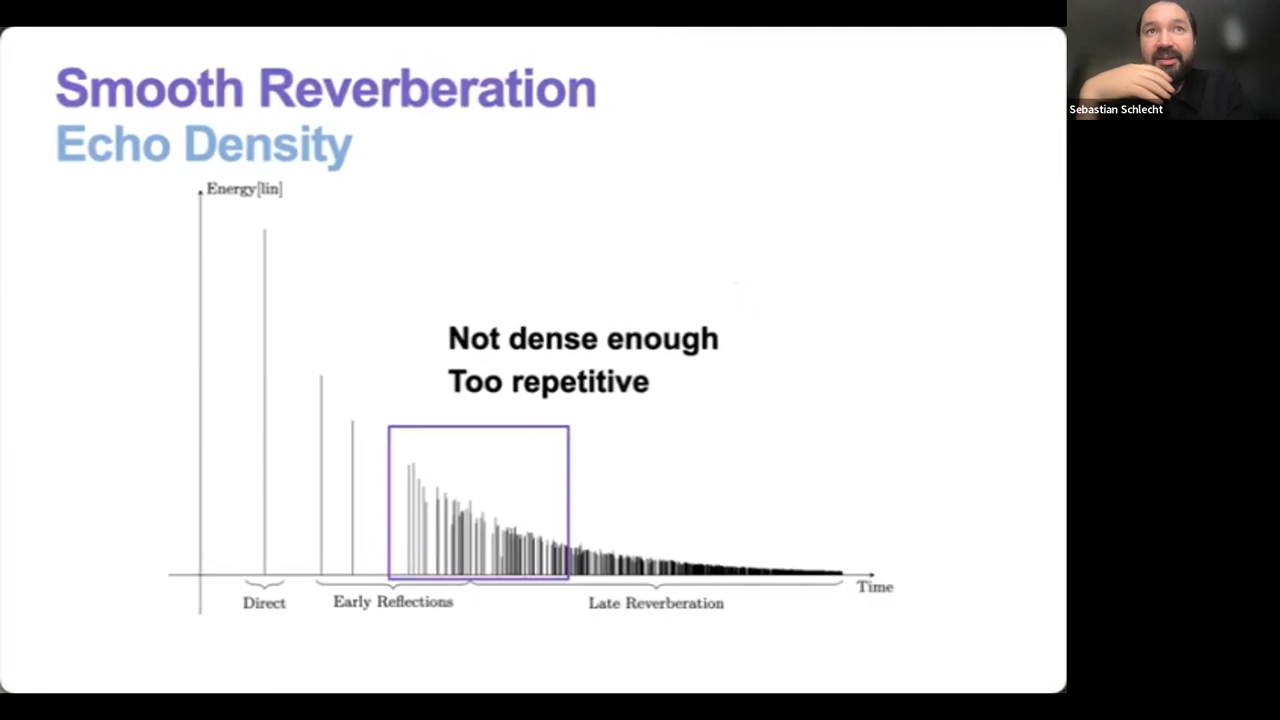 Smooth Reverberation
Echo Density
Energy[lin]
Not dense enough
Too repetitive
Time
Direct
Early Reflections
Late Reverberation
Sebastian Schlecht